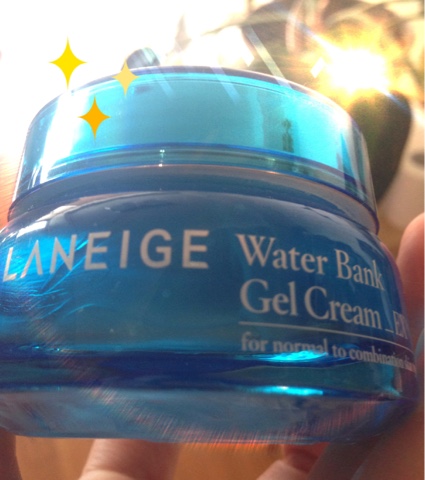 LANEIGE
Water Bank
Gel Cream
for normal to combination